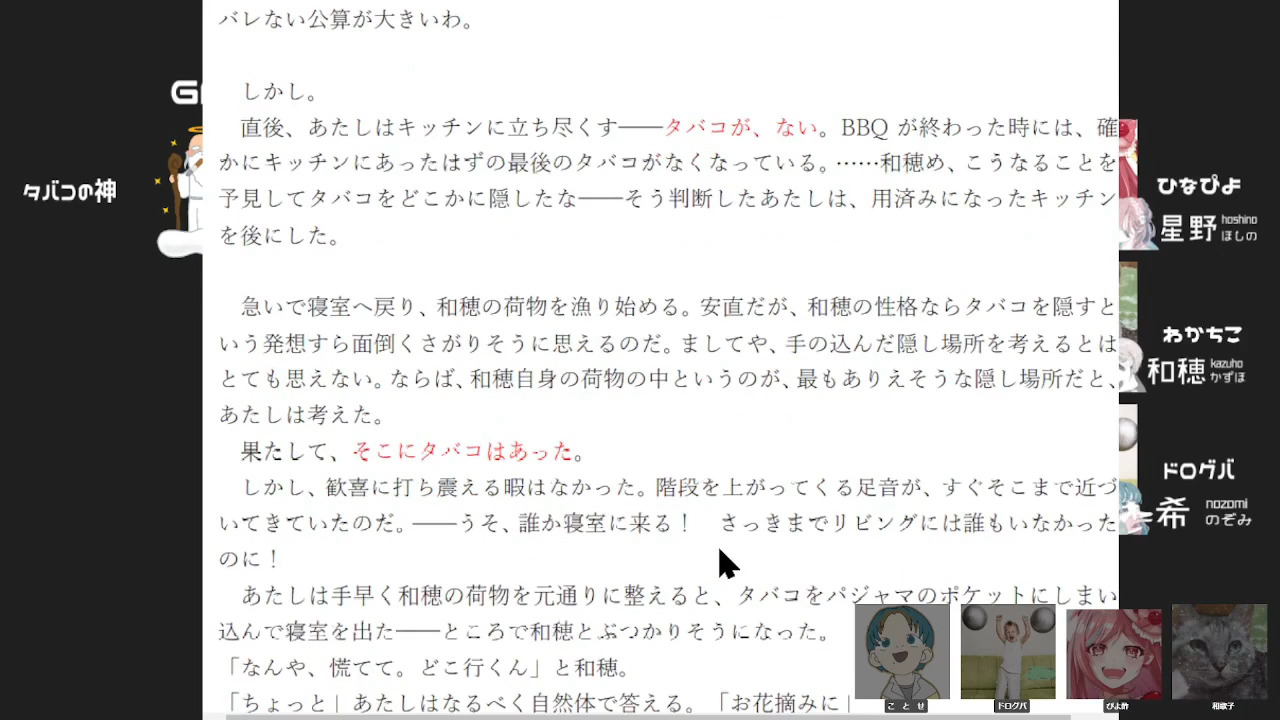 バレない公算が大きいわ。
しかし。
直後、あたしはキッチンに立ち尽くす――タバコが、ない。BBQ が終わった時には、確
かにキッチンにあったはずの最後のタバコがなくなっている。……和穂め、こうなることを
予見してタバコをどこかに隠したな――そう判断したあたしは、用済みになったキッチン
を後にした。
急いで寝室へ戻り、和穂の荷物を漁り始める。安直だが、和穂の性格ならタバコを隠すと
いう発想すら面倒くさがりそうに思えるのだ。ましてや、手の込んだ隠し場所を考えるとは
とても思えない。ならば、和穂自身の荷物の中というのが、最もありえそうな隠し場所だと、
あたしは考えた。
果たして、そこにタバコはあった。
しかし、歓喜に打ち震える暇はなかった。階段を上がってくる足音が、すぐそこまで近づ
いてきていたのだ。――うそ、誰か寝室に来る！　さっきまでリビングには誰もいなかった
のに！
あたしは手早く和穂の荷物を元通りに整えると、タバコをパジャマのポケットにしまい
込んで寝室を出た――ところで和穂とぶつかりそうになった。
「なんや、慌てて。どこ行くん」と和穂。
「ちょっと」あたしはなるべく自然体で答える。「お花摘みに」
タバコの神
ひなぴよ
星野 hoshino ほしの
わかちこ
和穂 kazuho かずほ
ドログバ
希 nozomi のぞみ
ことせ
ドログバ
ぴよ酢
和歌子